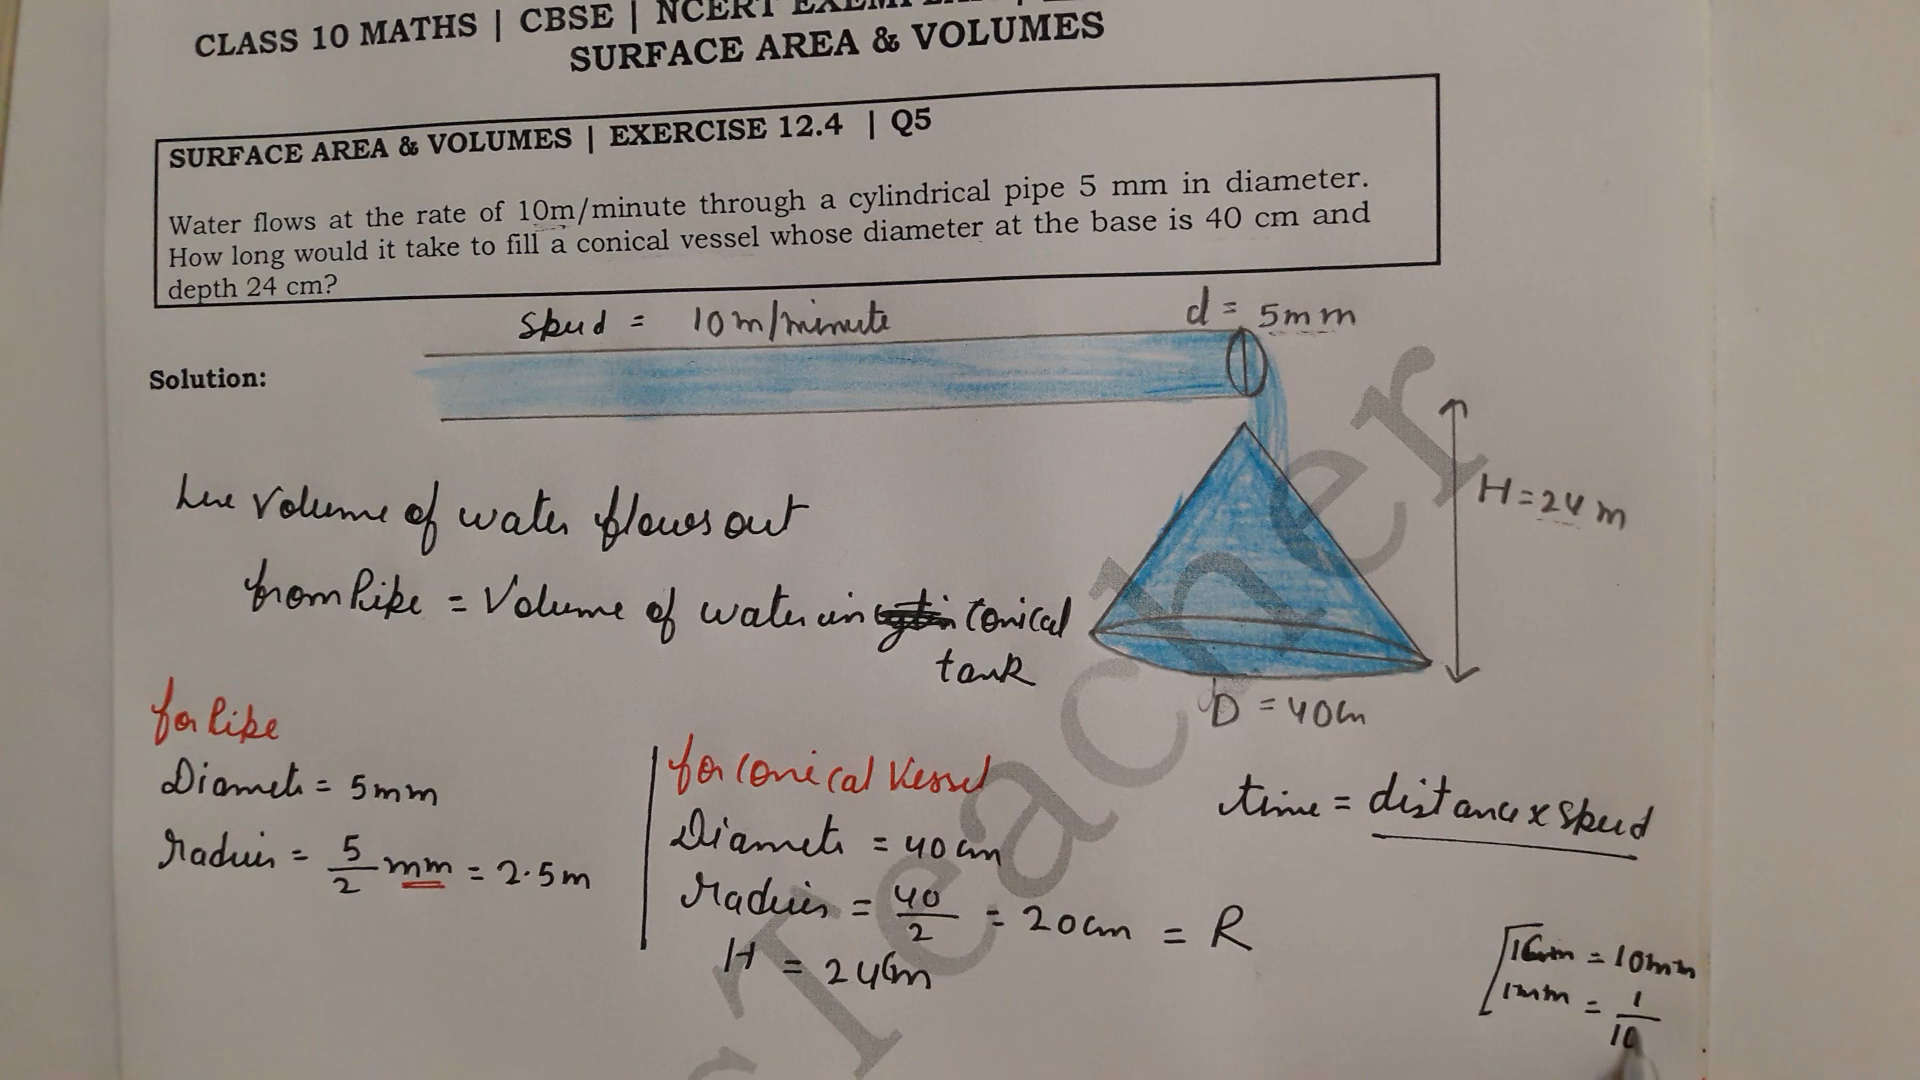 CLASS 10 MATHS | CBSE | NCERT
SURFACE AREA & VOLUMES
SURFACE AREA & VOLUMES | EXERCISE 12.4 | Q5
Water flows at the rate of 10m/minute through a cylindrical pipe 5 mm in diameter.
How long would it take to fill a conical vessel whose diameter at the base is 40 cm and
depth 24 cm?
Speed = 10m/minute
d = 5mm
Solution:
H = 24 m
here Volume of water flows out
from Pipe = Volume of water in conical
tank
D = 40cm
for Pipe
Diameter = 5mm
radius = 5/2 mm = 2.5m
for conical Vessel
Diameter = 40cm
radius = 40/2 = 20cm = R
H = 24cm
time = distance x speed
1cm = 10mm
1mm = 1/10
Teacher